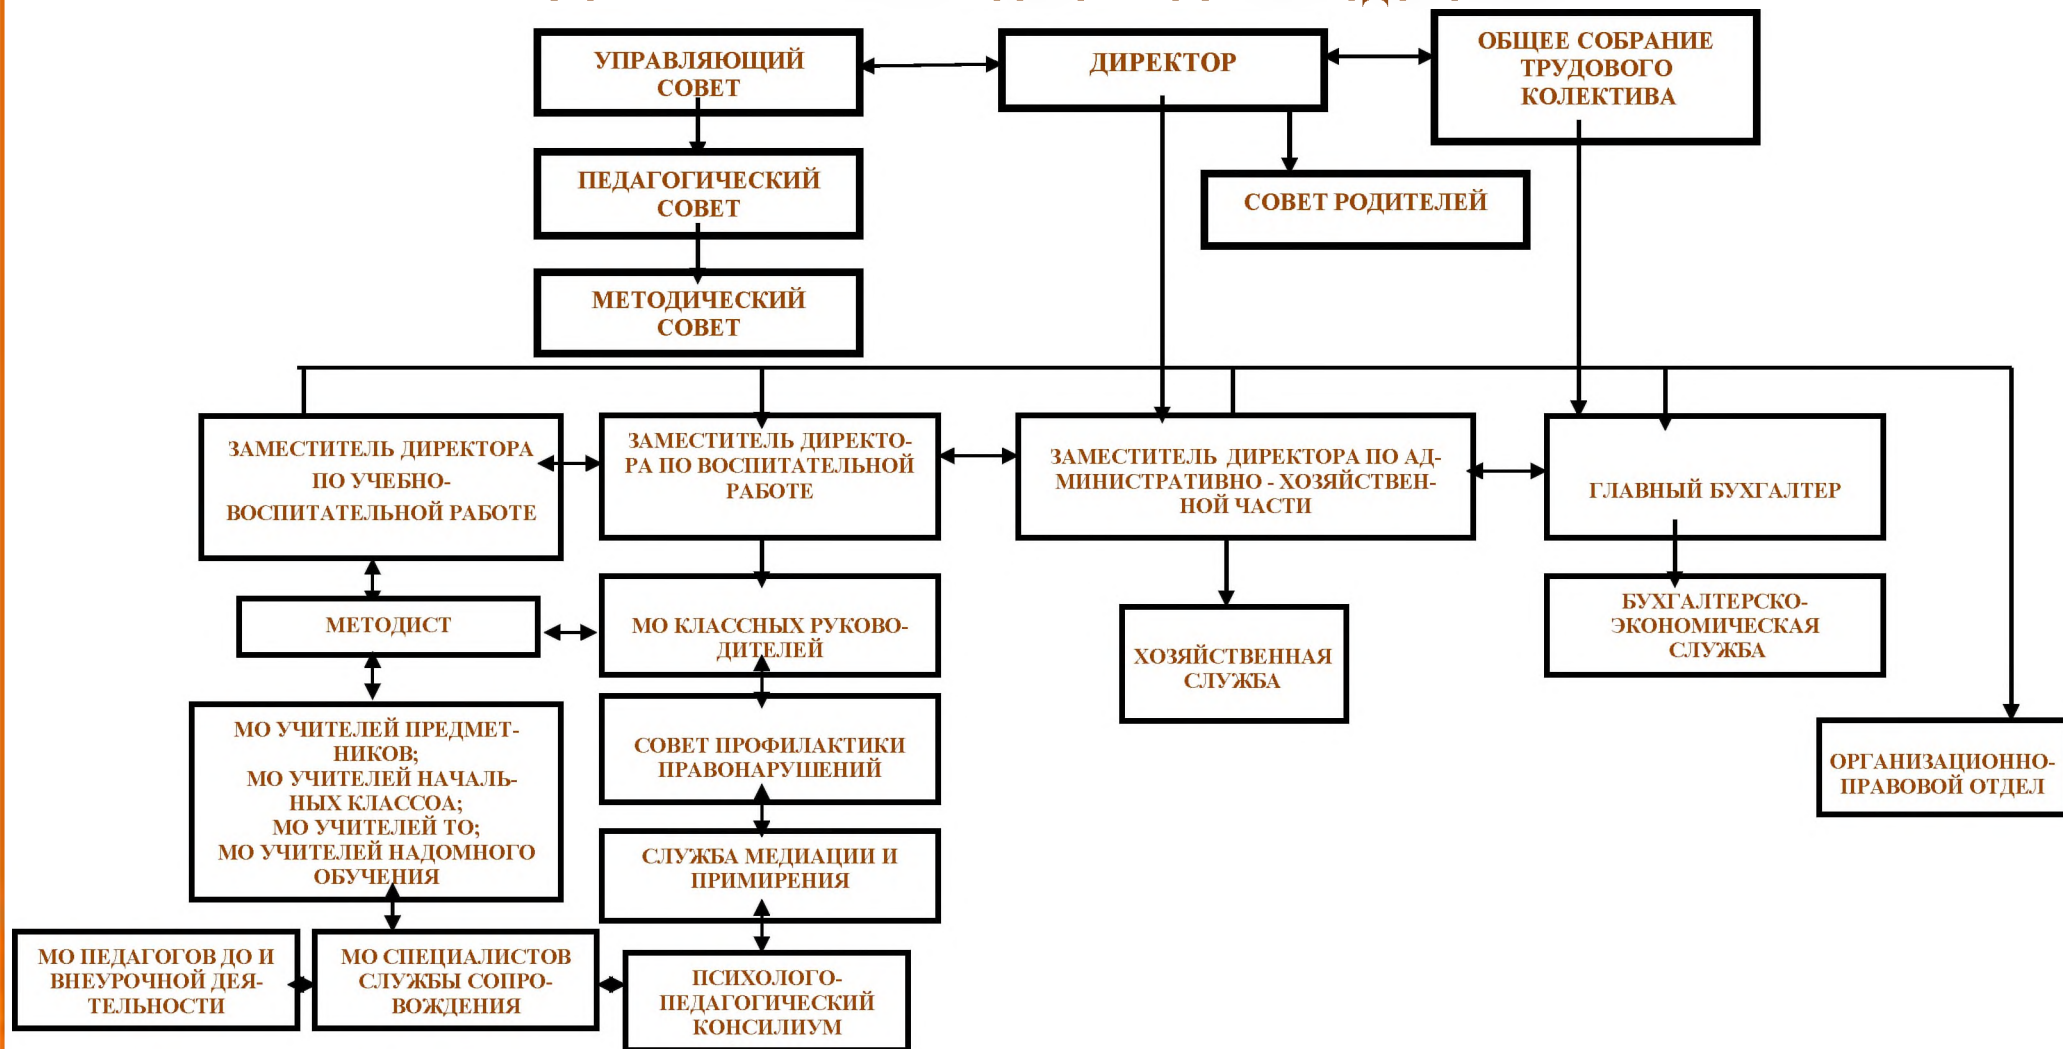 УПРАВЛЯЮЩИЙ
СОВЕТ
ДИРЕКТОР
ОБЩЕЕ СОБРАНИЕ
ТРУДОВОГО
КОЛЕКТИВА
ПЕДАГОГИЧЕСКИЙ
СОВЕТ
СОВЕТ РОДИТЕЛЕЙ
МЕТОДИЧЕСКИЙ
СОВЕТ
ЗАМЕСТИТЕЛЬ ДИРЕКТОРА
ПО УЧЕБНО-
ВОСПИТАТЕЛЬНОЙ РАБОТЕ
ЗАМЕСТИТЕЛЬ ДИРЕКТО-
РА ПО ВОСПИТАТЕЛЬНОЙ
РАБОТЕ
ЗАМЕСТИТЕЛЬ ДИРЕКТОРА ПО АД-
МИНИСТРАТИВНО - ХОЗЯЙСТВЕН-
НОЙ ЧАСТИ
ГЛАВНЫЙ БУХГАЛТЕР
МЕТОДИСТ
МО КЛАССНЫХ РУКОВО-
ДИТЕЛЕЙ
ХОЗЯЙСТВЕННАЯ
СЛУЖБА
БУХГАЛТЕРСКО-
ЭКОНОМИЧЕСКАЯ
СЛУЖБА
МО УЧИТЕЛЕЙ ПРЕДМЕТ-
НИКОВ;
МО УЧИТЕЛЕЙ НАЧАЛЬ-
НЫХ КЛАССОА;
МО УЧИТЕЛЕЙ ТО;
МО УЧИТЕЛЕЙ НАДОМНОГО
ОБУЧЕНИЯ
СОВЕТ ПРОФИЛАКТИКИ
ПРАВОНАРУШЕНИЙ
ОРГАНИЗАЦИОННО-
ПРАВОВОЙ ОТДЕЛ
СЛУЖБА МЕДИАЦИИ И
ПРИМИРЕНИЯ
МО ПЕДАГОГОВ ДО И
ВНЕУРОЧНОЙ ДЕЯ-
ТЕЛЬНОСТИ
МО СПЕЦИАЛИСТОВ
СЛУЖБЫ СОПРО-
ВОЖДЕНИЯ
ПСИХОЛОГО-
ПЕДАГОГИЧЕСКИЙ
КОНСИЛИУМ